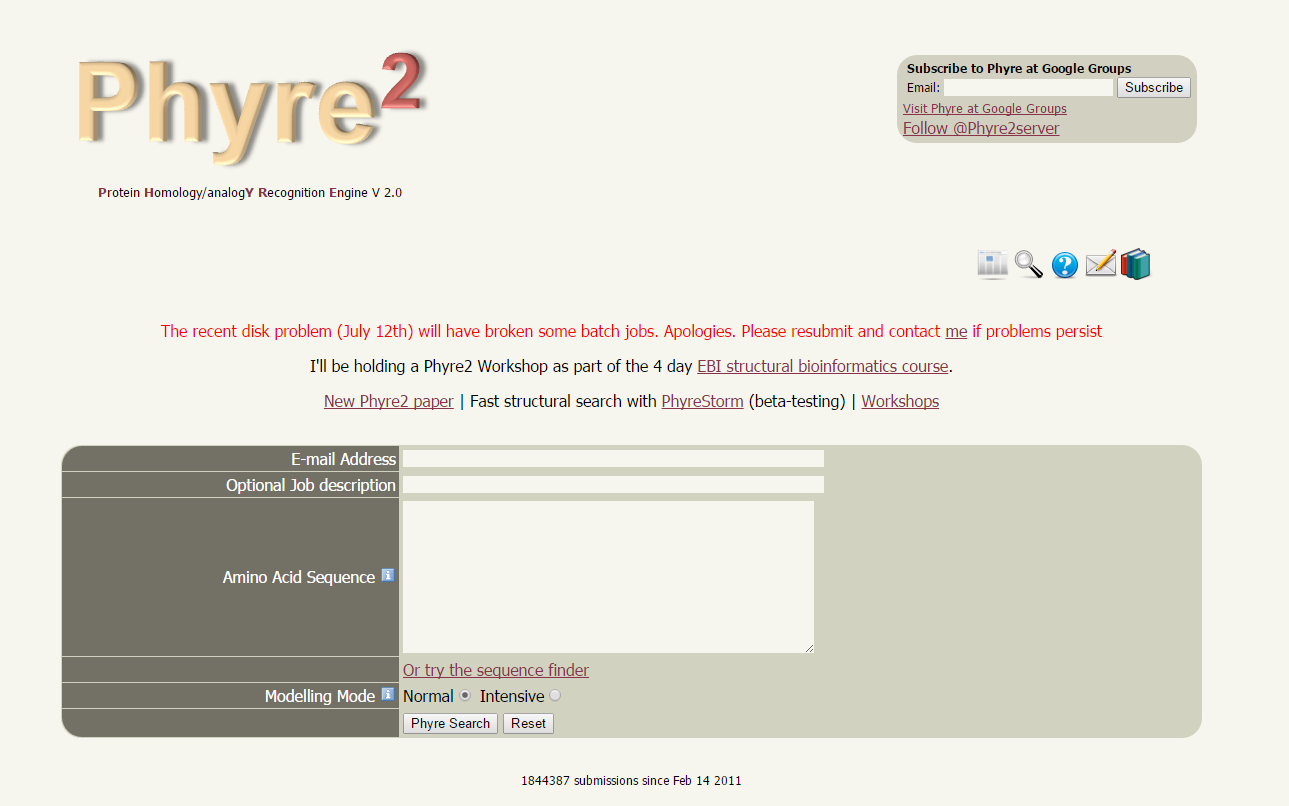 Phyre2
Protein Homology/analogY Recognition Engine V 2.0
Subscribe to Phyre at Google Groups
Email: Subscribe
Visit Phyre at Google Groups
Follow @Phyre2server
The recent disk problem (July 12th) will have broken some batch jobs. Apologies. Please resubmit and contact me if problems persist
I'll be holding a Phyre2 Workshop as part of the 4 day EBI structural bioinformatics course.
New Phyre2 paper | Fast structural search with PhyreStorm (beta-testing) | Workshops
E-mail Address
Optional Job description
Amino Acid Sequence
Or try the sequence finder
Modelling Mode Normal Intensive
Phyre Search Reset
1844387 submissions since Feb 14 2011